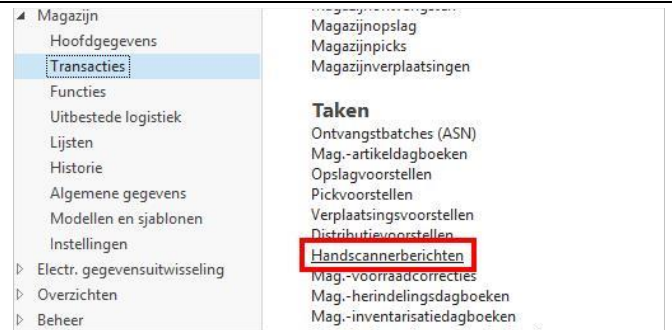 Magazijn
Hoofdgegevens
Transacties
Functies
Uitbestede logistiek
Lijsten
Historie
Algemene gegevens
Modellen en sjablonen
Instellingen
Electr. gegevensuitwisseling
Overzichten
Beheer
Magazijnopslag
Magazijnpicks
Magazijnverplaatsingen
Taken
Ontvangstbatches (ASN)
Mag.-artikeldagboeken
Opslagvoorstellen
Pickvoorstellen
Verplaatsingsvoorstellen
Distributievoorstellen
Handscannerberichten
Mag.-voorraadcorrecties
Mag.-herindelingsdagboeken
Mag.-inventarisatiedagboeken